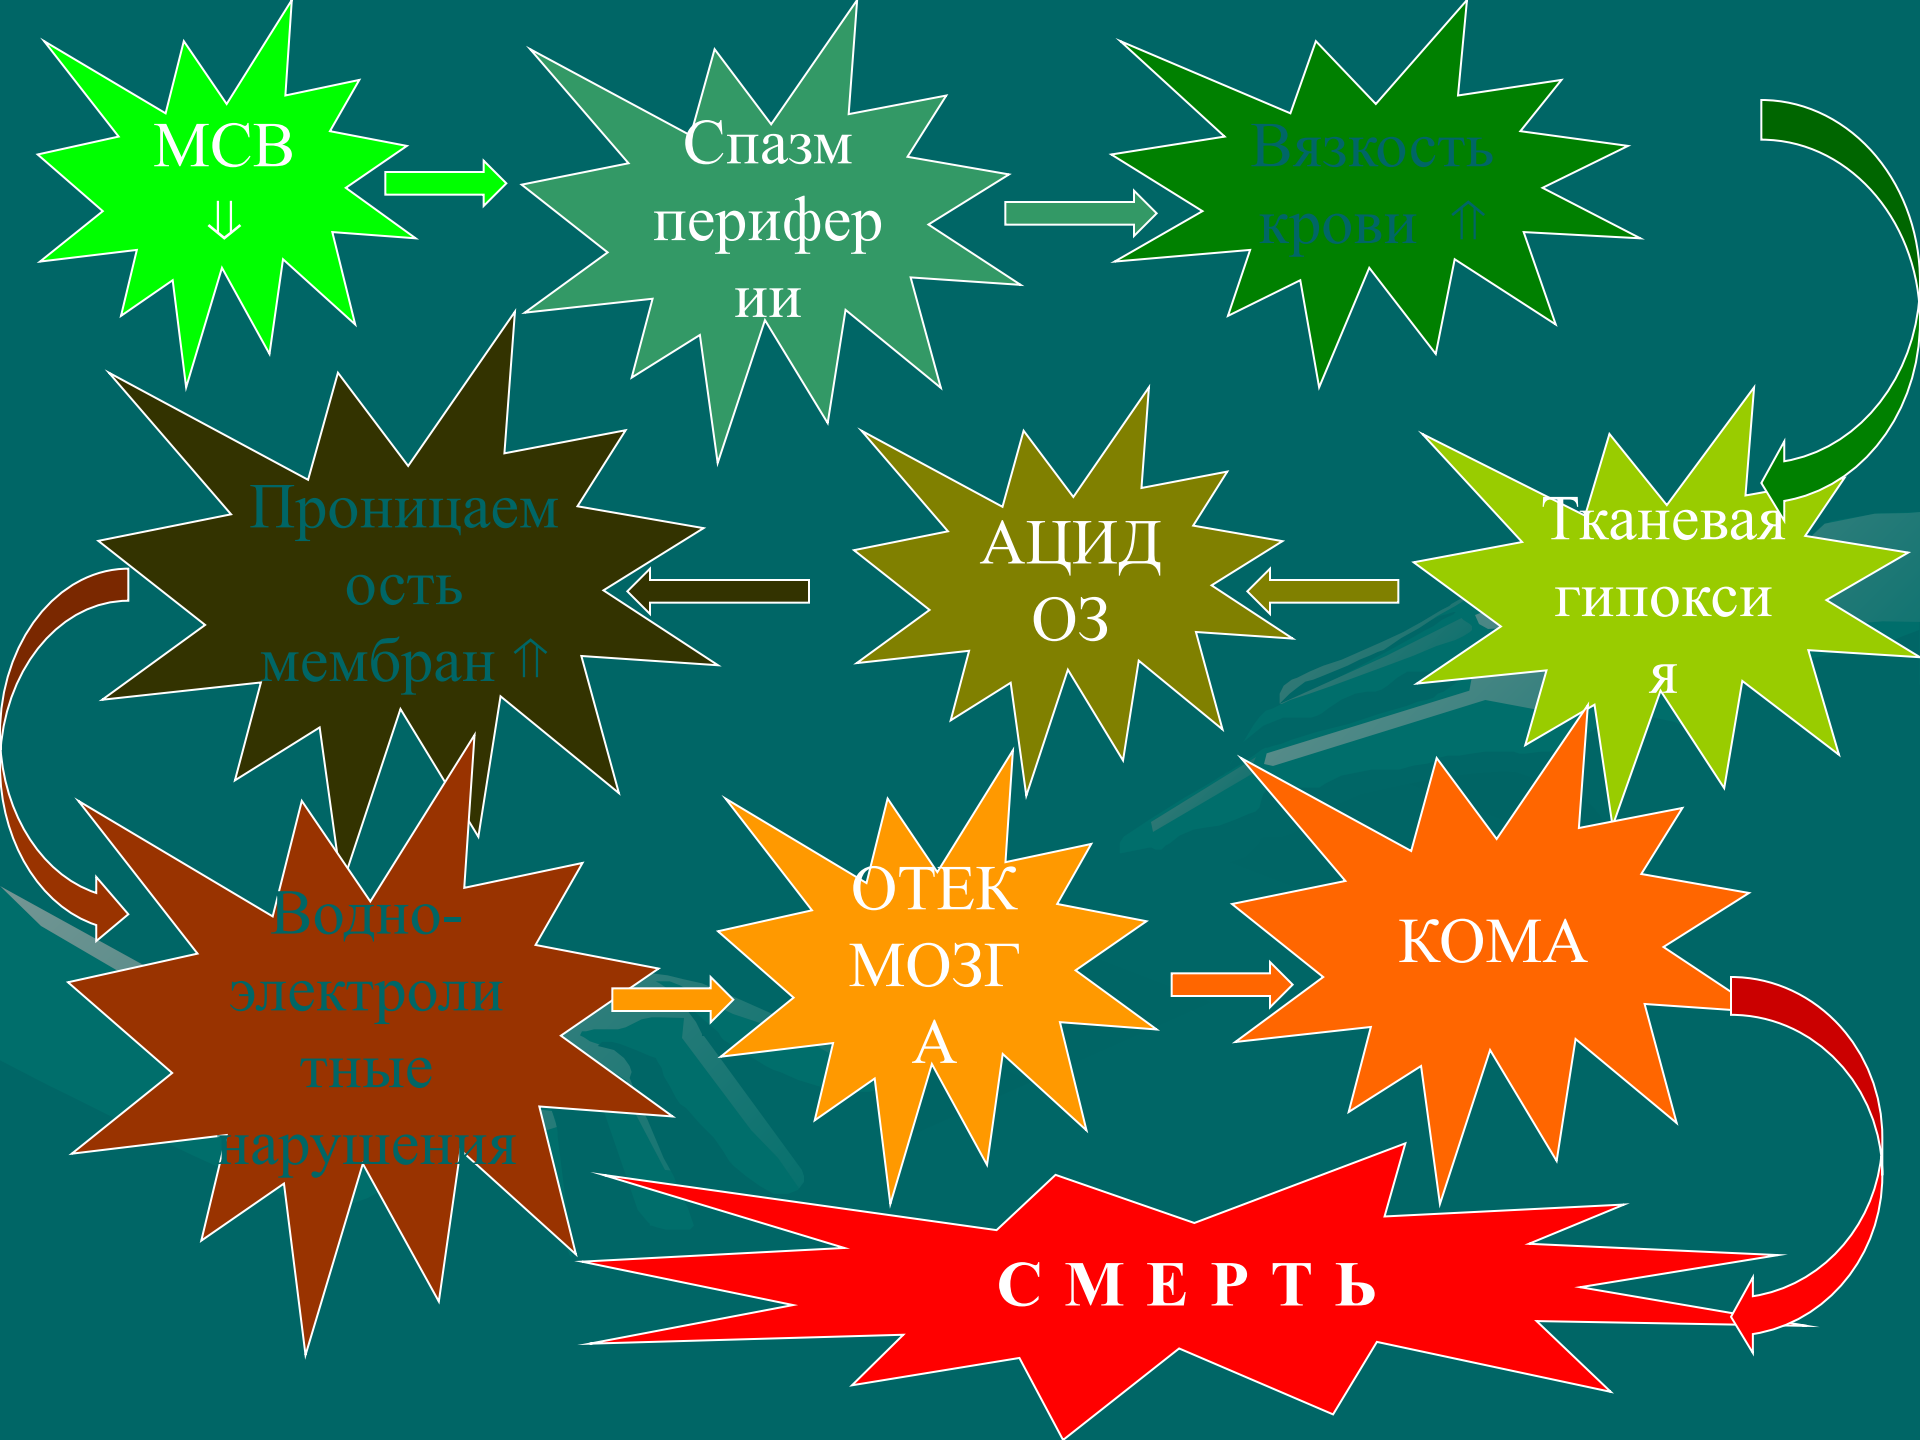 МСВ
⇓
Спазм
перифер
ии
Вязкость
крови ⇑
Тканевая
гипокси
я
АЦИД
ОЗ
Проницаем
ость
мембран ⇑
Водно-
электроли
тные
нарушения
ОТЕК
МОЗГ
А
КОМА
С М Е Р Т Ь